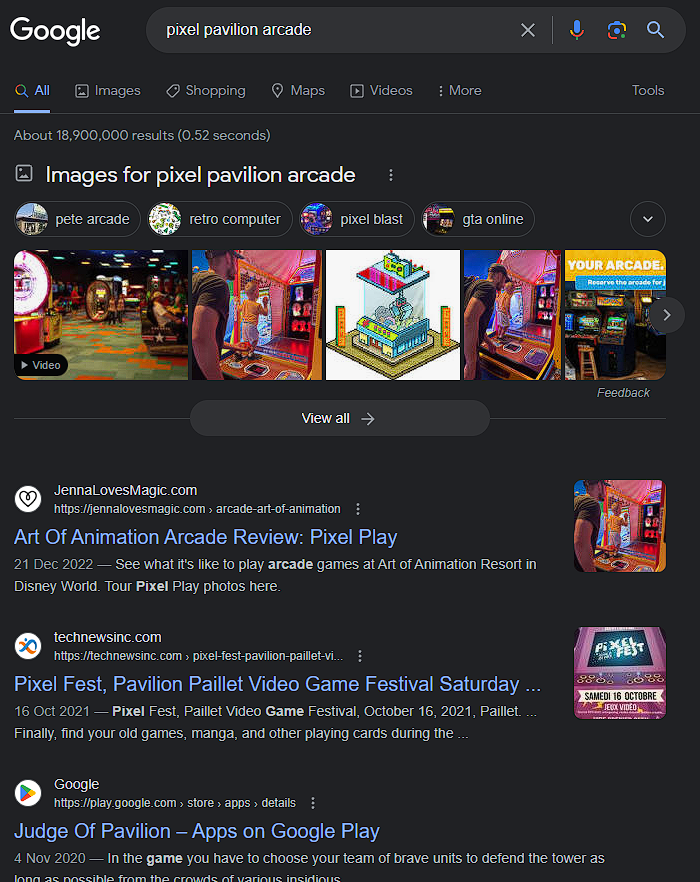 Google
pixel pavilion arcade
All Images Shopping Maps Videos More Tools
About 18,900,000 results (0.52 seconds)
Images for pixel pavilion arcade
pete arcade retro computer pixel blast gta online
YOUR ARCADE.
Reserve the arcade for
Video
Feedback
View all
JennaLovesMagic.com
https://jennalovesmagic.com › arcade-art-of-animation
Art Of Animation Arcade Review: Pixel Play
21 Dec 2022 — See what it's like to play arcade games at Art of Animation Resort in
Disney World. Tour Pixel Play photos here.
technewsinc.com
https://technewsinc.com › pixel-fest-pavilion-paillet-vi...
Pixel Fest, Pavilion Paillet Video Game Festival Saturday ...
16 Oct 2021 — Pixel Fest, Paillet Video Game Festival, October 16, 2021, Paillet. ...
Finally, find your old games, manga, and other playing cards during the ...
PIXEL
FEST
SAMEDI 16 OCTOBRE
JEUX VIDÉO
Google
https://play.google.com › store › apps › details
Judge Of Pavilion – Apps on Google Play
4 Nov 2020 — In the game you have to choose your team of brave units to defend the tower as
long as possible from the crowds of various insidious